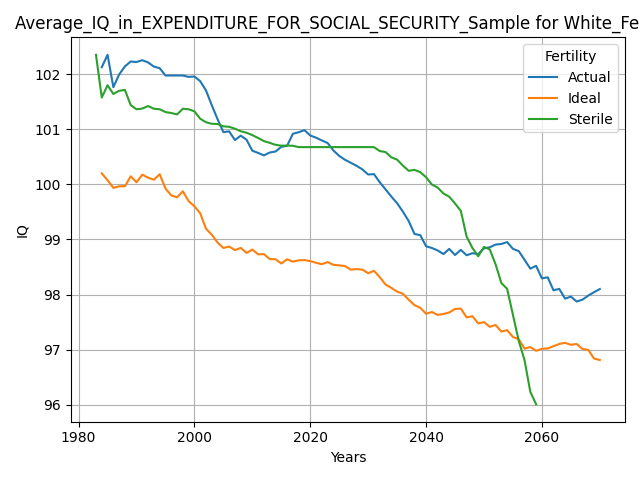 Average_IQ_in_EXPENDITURE_FOR_SOCIAL_SECURITY_Sample for White_Fe
Fertility
Actual
Ideal
Sterile
102
101
100
99
98
97
96
IQ
1980
2000
2020
2040
2060
Years